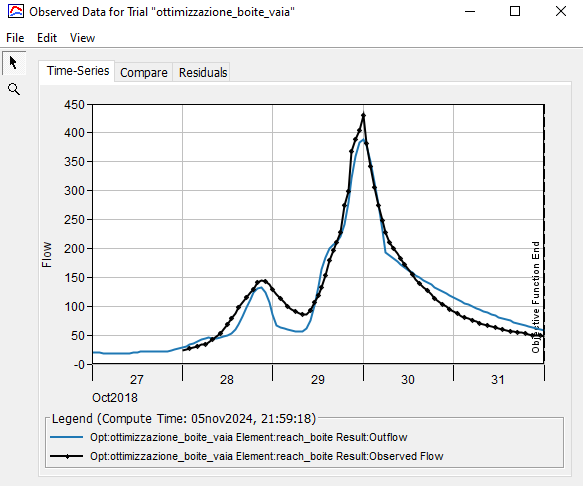 Observed Data for Trial "ottimizzazione_boite_vaia"
File Edit View
Time-Series Compare Residuals
450
400
350
300
250
200
150
100
50
-0
Flow
Objective Function End
27 28 29 30 31
Oct2018
Legend (Compute Time: 05nov2024, 21:59:18)
Opt:ottimizzazione_boite_vaia Element:reach_boite Result:Outflow
Opt:ottimizzazione_boite_vaia Element:reach_boite Result:Observed Flow